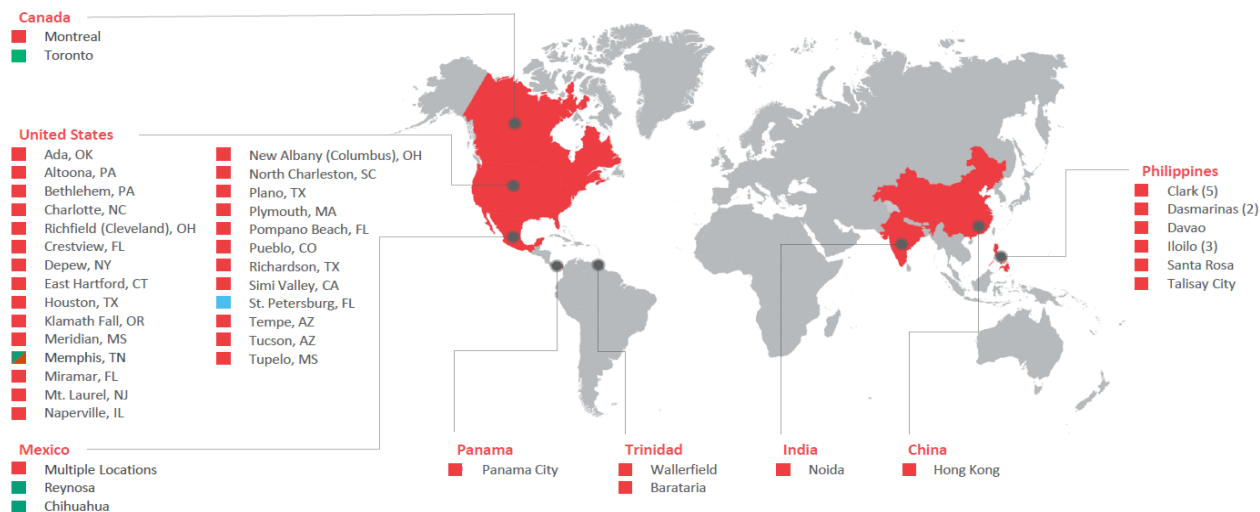 Canada
Montreal
Toronto
United States
Ada, OK
Altoona, PA
Bethlehem, PA
Charlotte, NC
Richfield (Cleveland), OH
Crestview, FL
Depew, NY
East Hartford, CT
Houston, TX
Klamath Fall, OR
Meridian, MS
Memphis, TN
Miramar, FL
Mt. Laurel, NJ
Naperville, IL
New Albany (Columbus), OH
North Charleston, SC
Plano, TX
Plymouth, MA
Pompano Beach, FL
Pueblo, CO
Richardson, TX
Simi Valley, CA
St. Petersburg, FL
Tempe, AZ
Tucson, AZ
Tupelo, MS
Philippines
Clark (5)
Dasmarinas (2)
Davao
Iloilo (3)
Santa Rosa
Talisay City
Mexico
Multiple Locations
Reynosa
Chihuahua
Panama
Panama City
Trinidad
Wallerfield
Barataria
India
Noida
China
Hong Kong